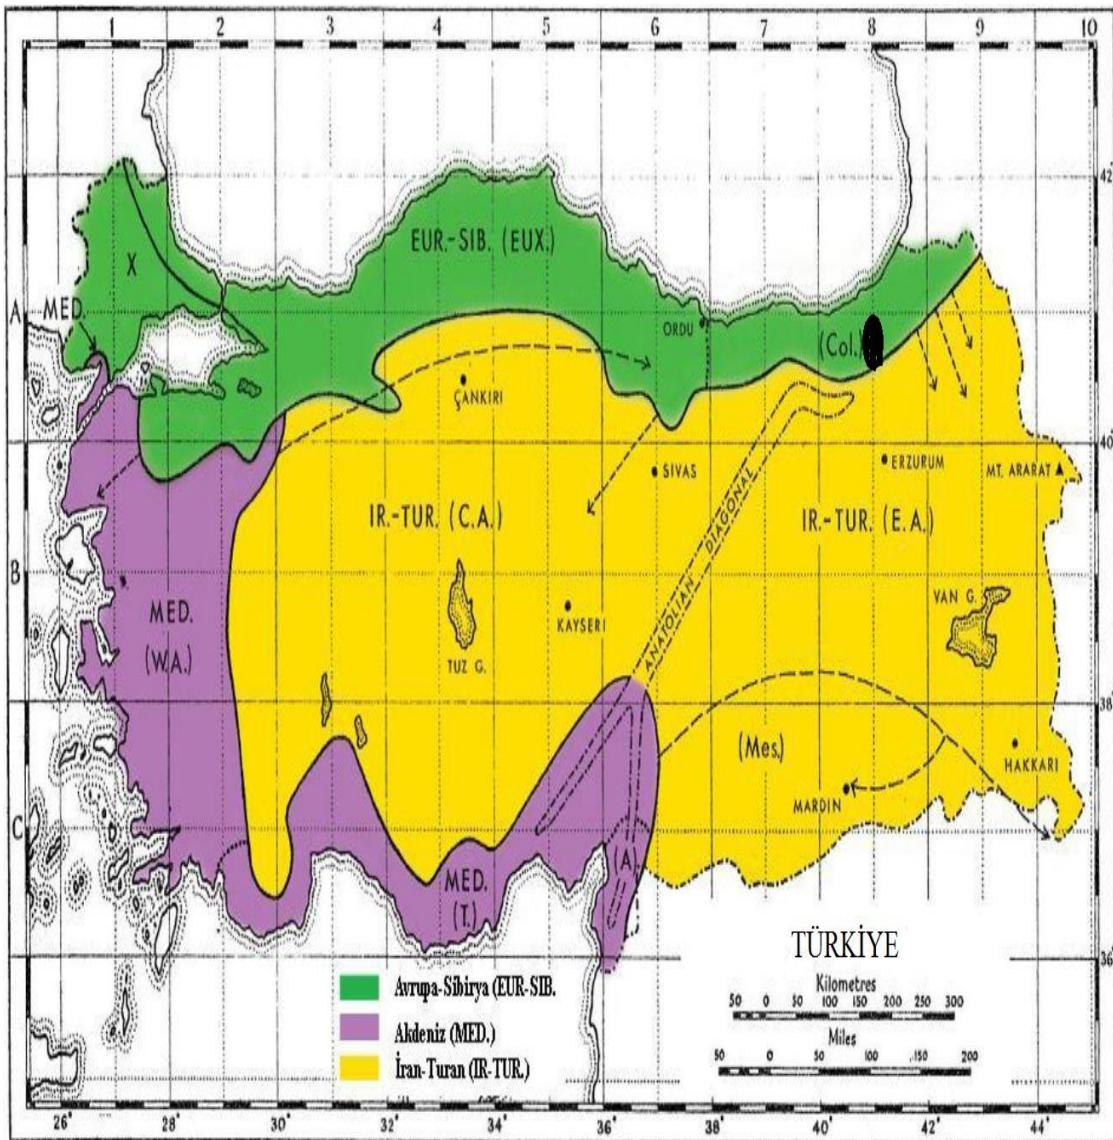 1 2 3 4 5 6 7 8 9 10
42
EUR.-SIB. (EUX.)
X
A
MED.
ORDU
(Col.)
ÇANKIRI
40
SIVAS
ERZURUM
MT. ARARAT
IR.-TUR. (C.A.)
ANATOLIAN DIAGONAL
IR.-TUR. (E.A.)
B
MED.
(W.A.)
KAYSERI
VAN G.
TUZ G.
38
(Mes.)
HAKKARI
MARDIN
C
(A)
MED.
(T.)
TÜRKİYE
36
Kilometres
50 0 50 100 150 200 250 300
Miles
50 0 50 100 150 200
Avrupa-Sibirya (EUR-SIB.
Akdeniz (MED.)
İran-Turan (IR-TUR.)
26° 28° 30° 32° 34° 36° 38° 40° 42° 44°